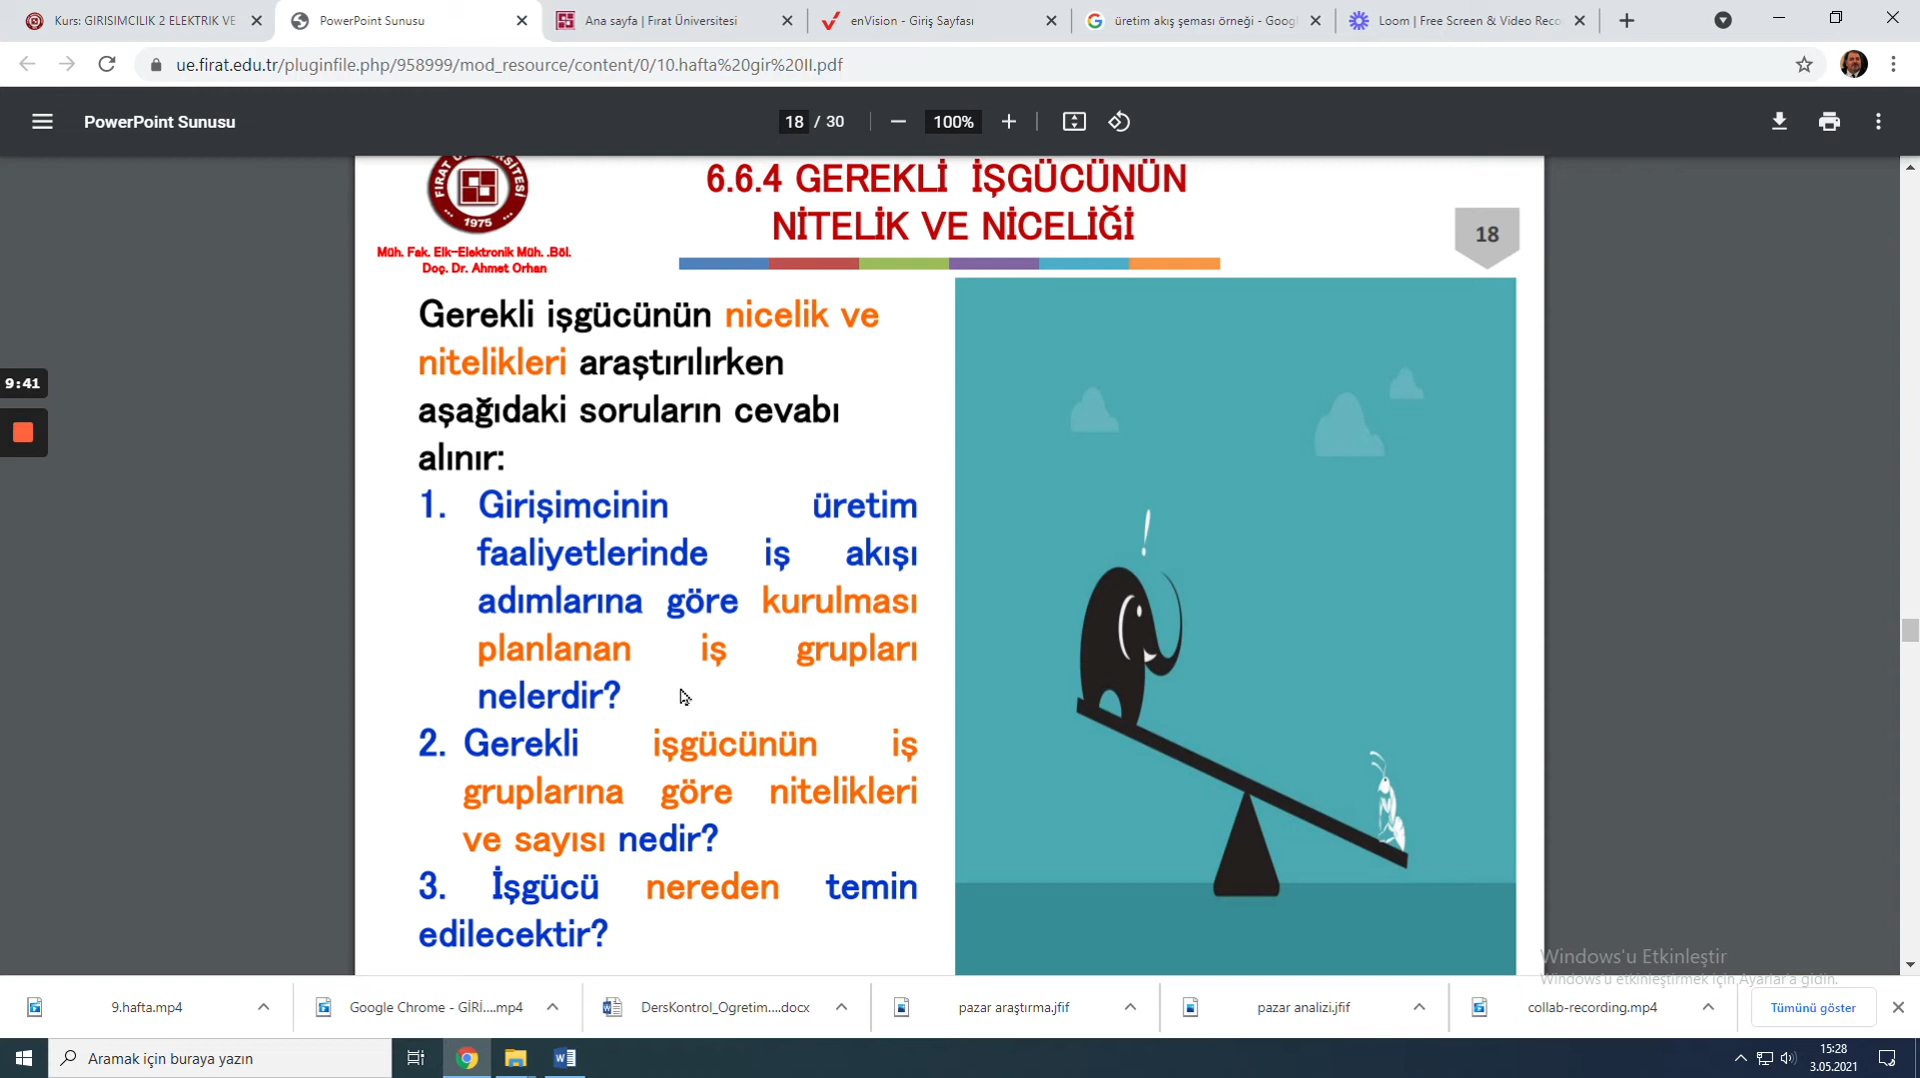 Kurs: GIRISIMCILIK 2 ELEKTRIK VE
PowerPoint Sunusu
Ana sayfa | Fırat Üniversitesi
enVision - Giriş Sayfası
üretim akış şeması örneği - Googl
Loom | Free Screen & Video Reco
ue.firat.edu.tr/pluginfile.php/958999/mod_resource/content/0/10.hafta%20gir%20II.pdf
PowerPoint Sunusu
18 / 30
100%
1975
Müh. Fak. Elk-Elektronik Müh. .Böl.
Doç. Dr. Ahmet Orhan
6.6.4 GEREKLİ İŞGÜCÜNÜN
NİTELİK VE NİCELİĞİ
18
Gerekli işgücünün nicelik ve
nitelikleri araştırılırken
aşağıdaki soruların cevabı
alınır:
1. Girişimcinin üretim
faaliyetlerinde iş akışı
adımlarına göre kurulması
planlanan iş grupları
nelerdir?
2. Gerekli işgücünün iş
gruplarına göre nitelikleri
ve sayısı nedir?
3. İşgücü nereden temin
edilecektir?
!
9:41
Windows'u Etkinleştir
Windows'u etkinleştirmek için Ayarlar'a gidin.
9.hafta.mp4
Google Chrome - GİRİ....mp4
DersKontrol_Ogretim....docx
pazar araştırma.jfif
pazar analizi.jfif
collab-recording.mp4
Tümünü göster
Aramak için buraya yazın
15:28
3.05.2021